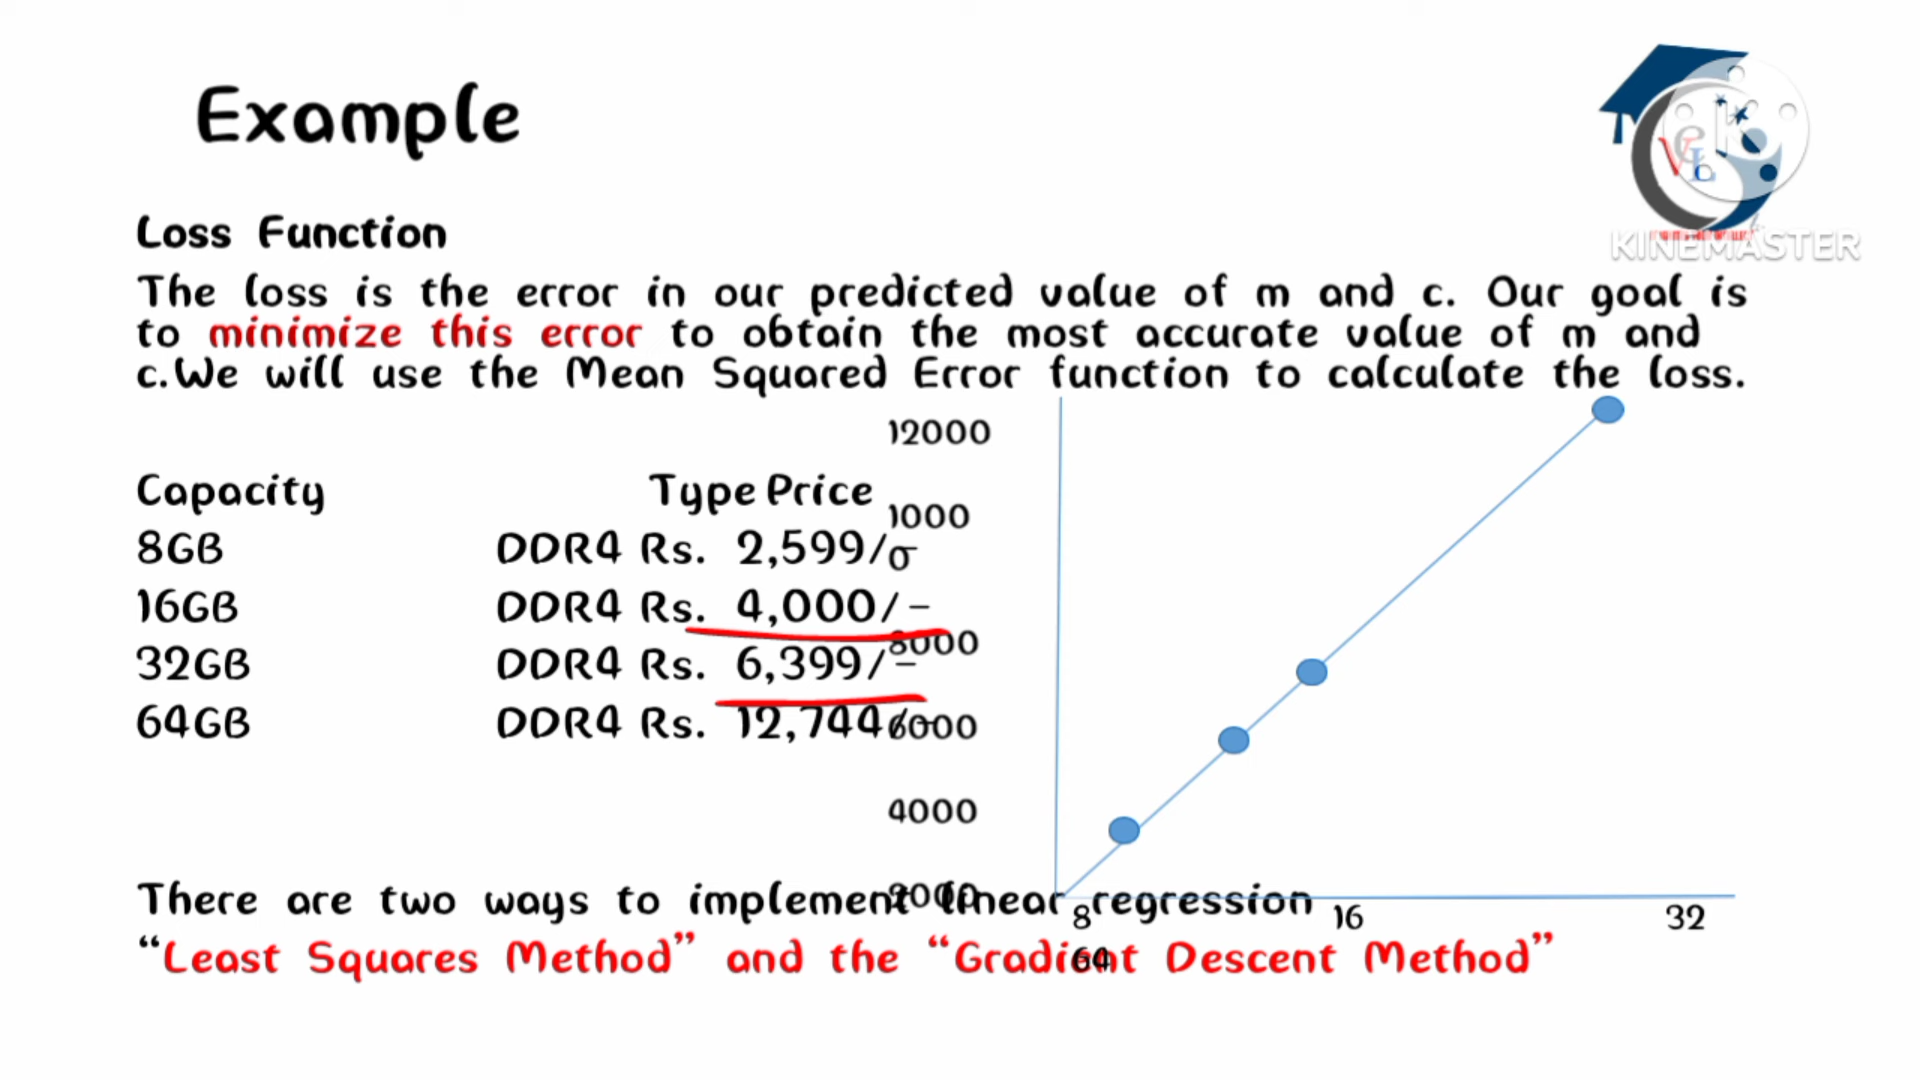 Example
KINEMASTER
Loss Function
The loss is the error in our predicted value of m and c. Our goal is
to minimize this error to obtain the most accurate value of m and
c.We will use the Mean Squared Error function to calculate the loss.
Capacity Type Price
8GB DDR4 Rs. 2,599/-
16GB DDR4 Rs. 4,000/-
32GB DDR4 Rs. 6,399/-
64GB DDR4 Rs. 12,744/-
12000
1000
0
8000
6000
4000
2000
8 16 32
64
There are two ways to implement linear regression
“Least Squares Method” and the “Gradient Descent Method”